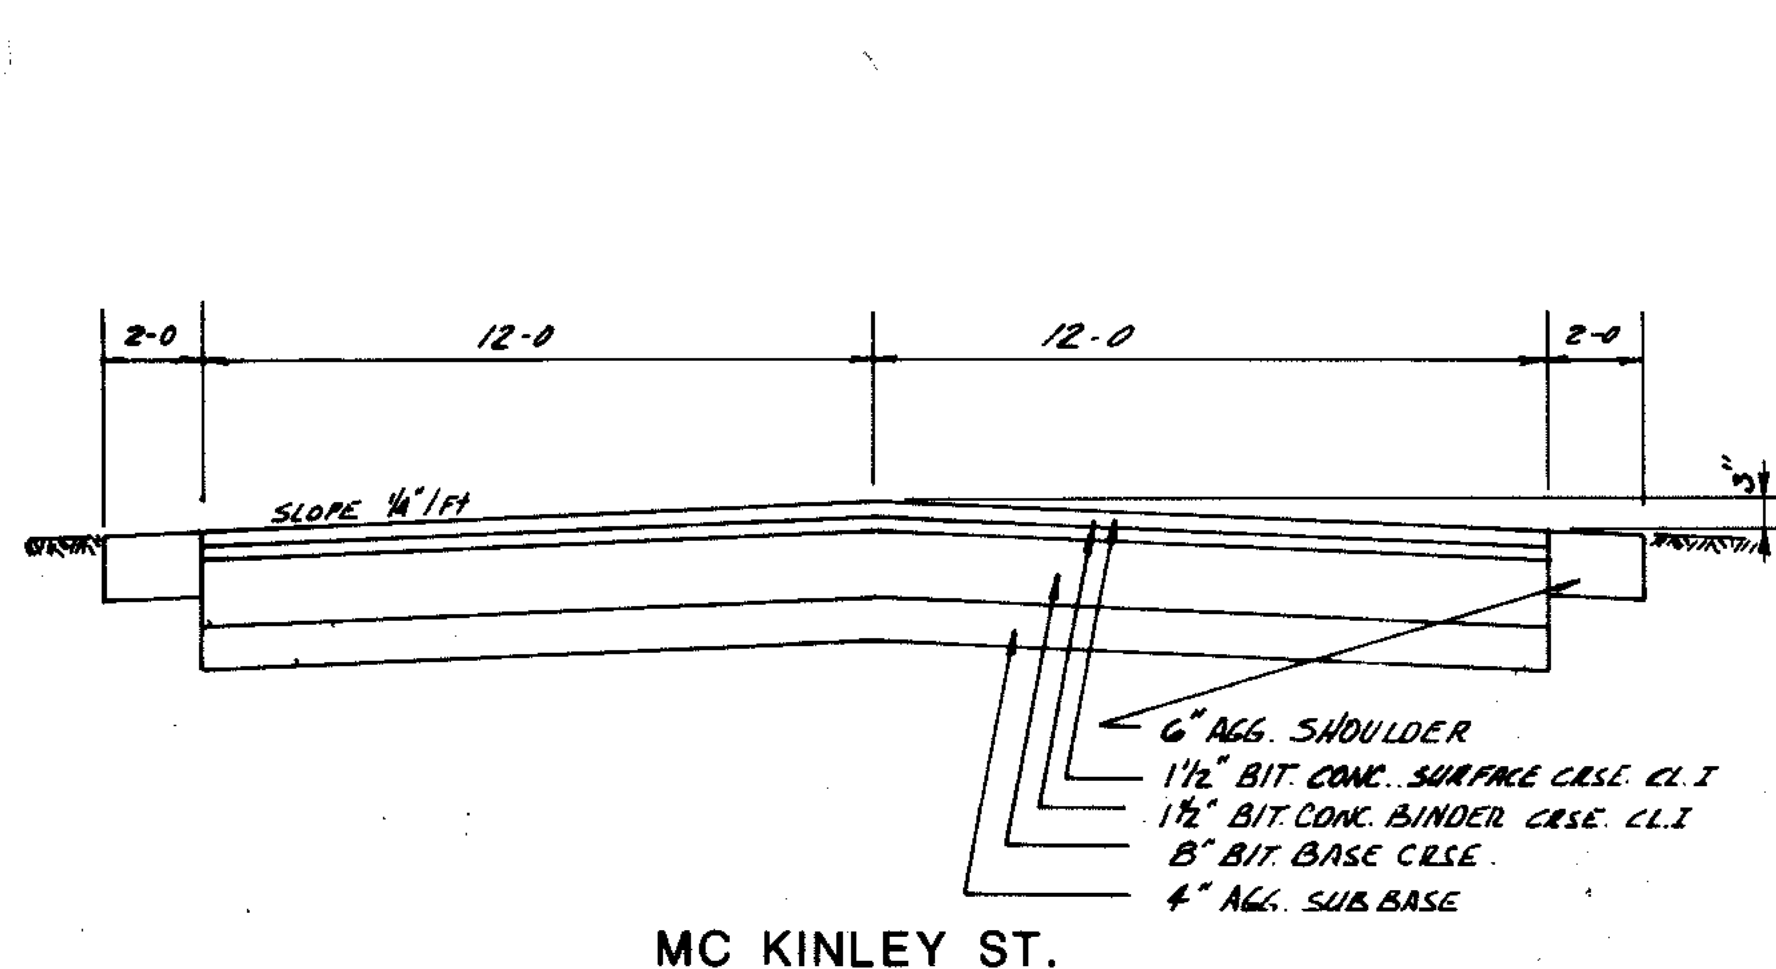 2-0 12-0 12-0 2-0
3"
SLOPE 1/4"/Ft
6" AGG. SHOULDER
1 1/2" BIT. CONC. SURFACE CRSE. CL. I
1 1/2" BIT. CONC. BINDER CRSE. CL. I
8" BIT. BASE CRSE.
4" AGG. SUB BASE
MC KINLEY ST.